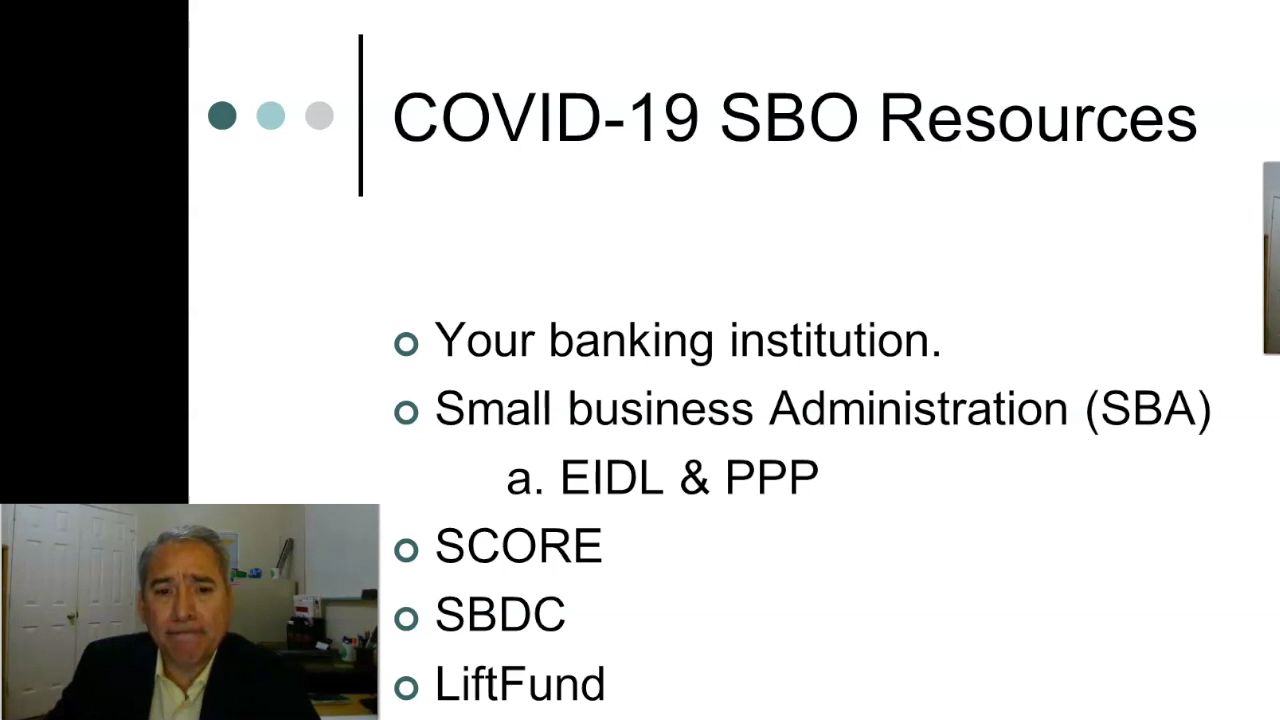 COVID-19 SBO Resources
Your banking institution.
Small business Administration (SBA)
a. EIDL & PPP
SCORE
SBDC
LiftFund